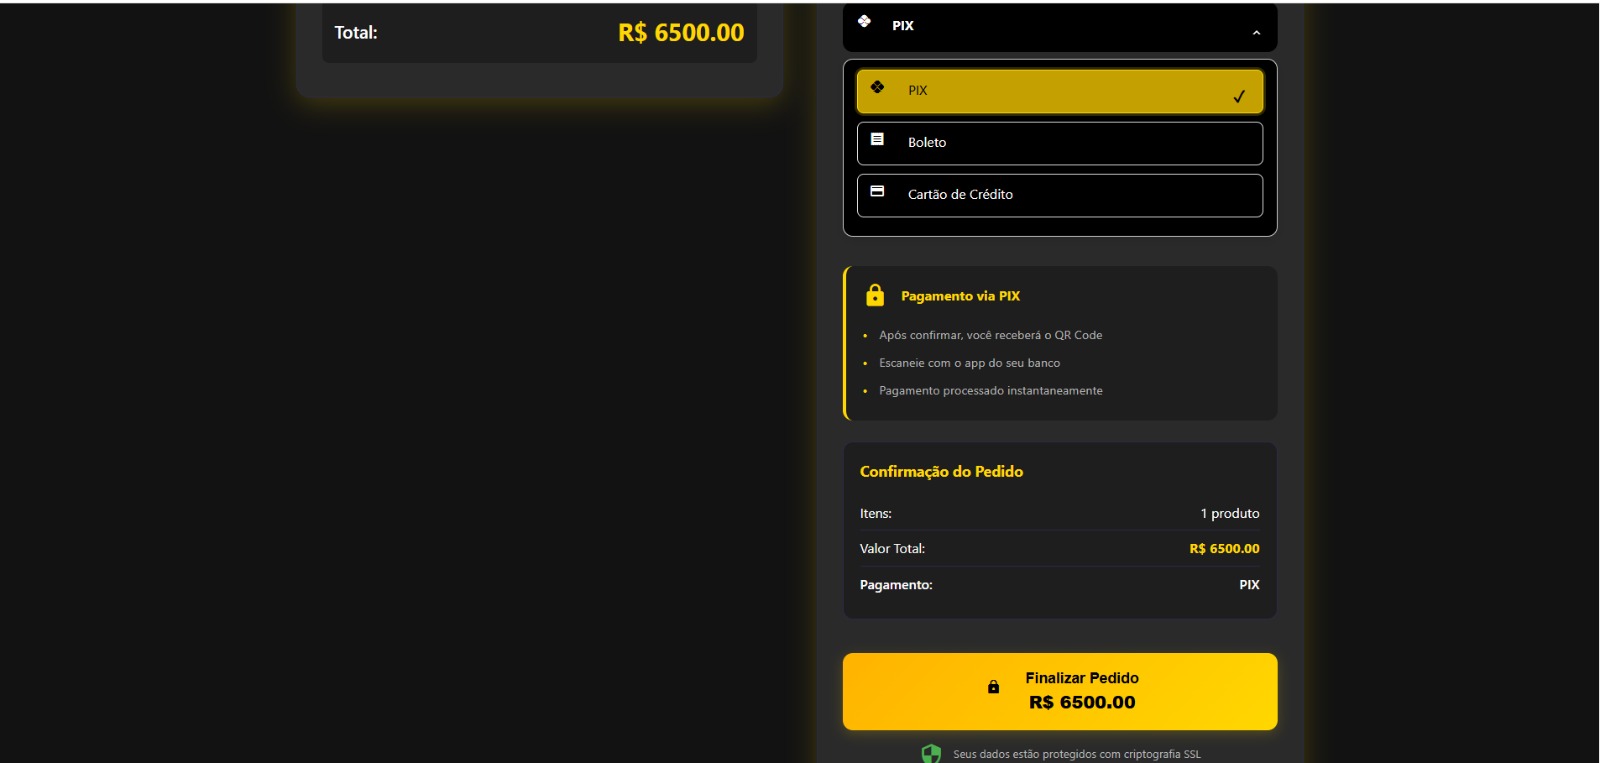 Total:
R$ 6500.00
PIX
PIX
Boleto
Cartão de Crédito
Pagamento via PIX
• Após confirmar, você receberá o QR Code
• Escaneie com o app do seu banco
• Pagamento processado instantaneamente
Confirmação do Pedido
Itens: 1 produto
Valor Total: R$ 6500.00
Pagamento: PIX
Finalizar Pedido
R$ 6500.00
Seus dados estão protegidos com criptografia SSL